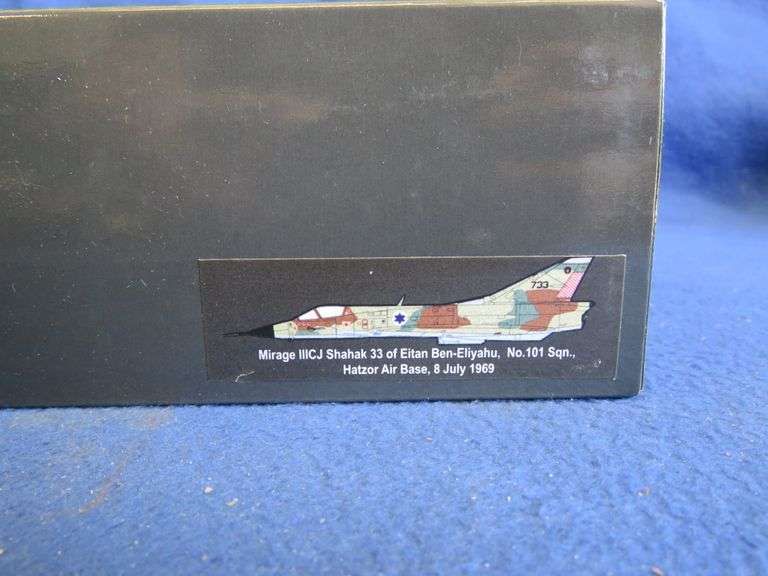 733
Mirage IIICJ Shahak 33 of Eitan Ben-Eliyahu, No.101 Sqn.,
Hatzor Air Base, 8 July 1969